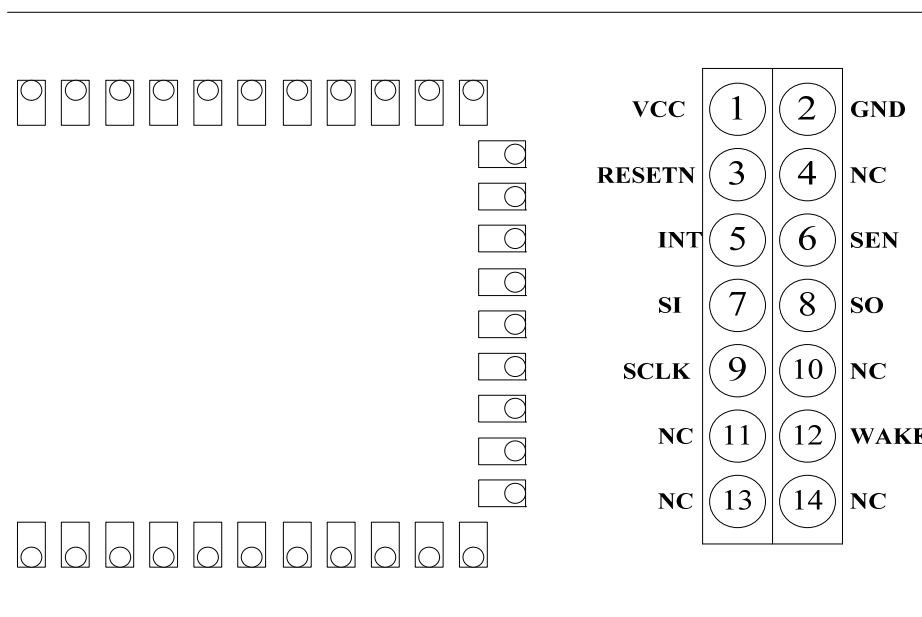 VCC 1 2 GND
RESETN 3 4 NC
INT 5 6 SEN
SI 7 8 SO
SCLK 9 10 NC
NC 11 12 WAKE
NC 13 14 NC